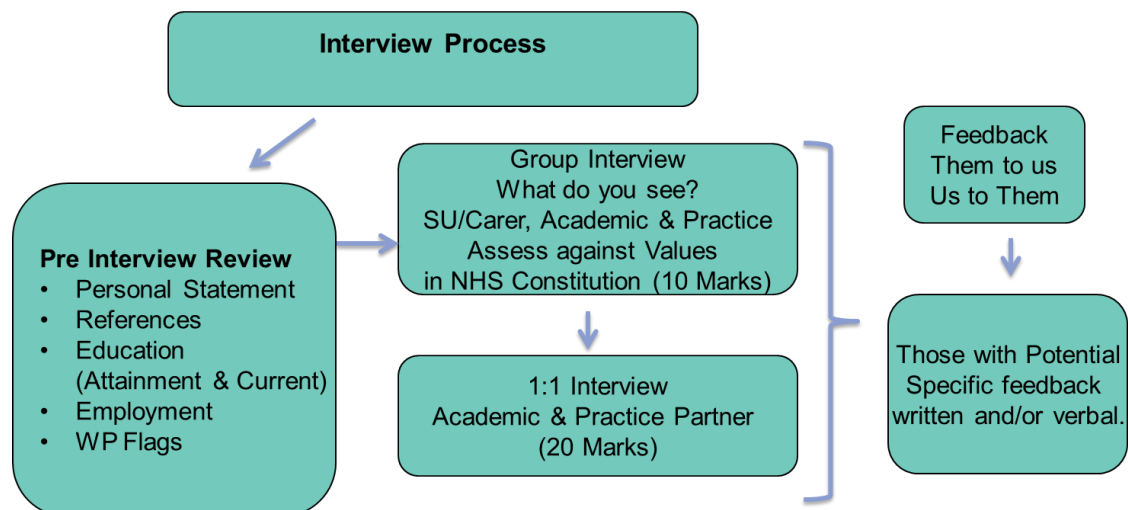 Interview Process
Pre Interview Review
• Personal Statement
• References
• Education
(Attainment & Current)
• Employment
• WP Flags
Group Interview
What do you see?
SU/Carer, Academic & Practice
Assess against Values
in NHS Constitution (10 Marks)
1:1 Interview
Academic & Practice Partner
(20 Marks)
Feedback
Them to us
Us to Them
Those with Potential
Specific feedback
written and/or verbal.